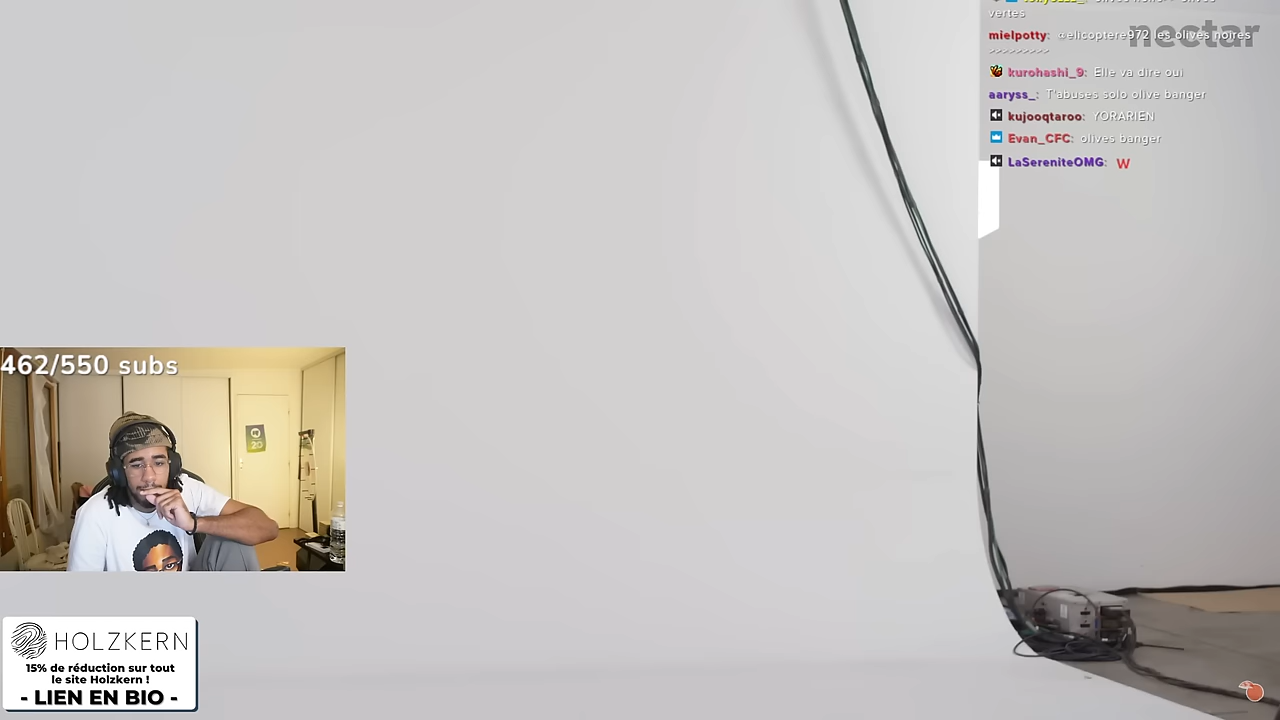 vertes
nectar
mielpotty: @elicoptere972 les olives noires
>>>>>>>>>
kurohashi_9: Elle va dire oui
aaryss_: T'abuses solo olive banger
kujooqtaroo: YORARIEN
Evan_CFC: olives banger
LaSereniteOMG: W
462/550 subs
20
HOLZKERN
15% de réduction sur tout
le site Holzkern !
- LIEN EN BIO -